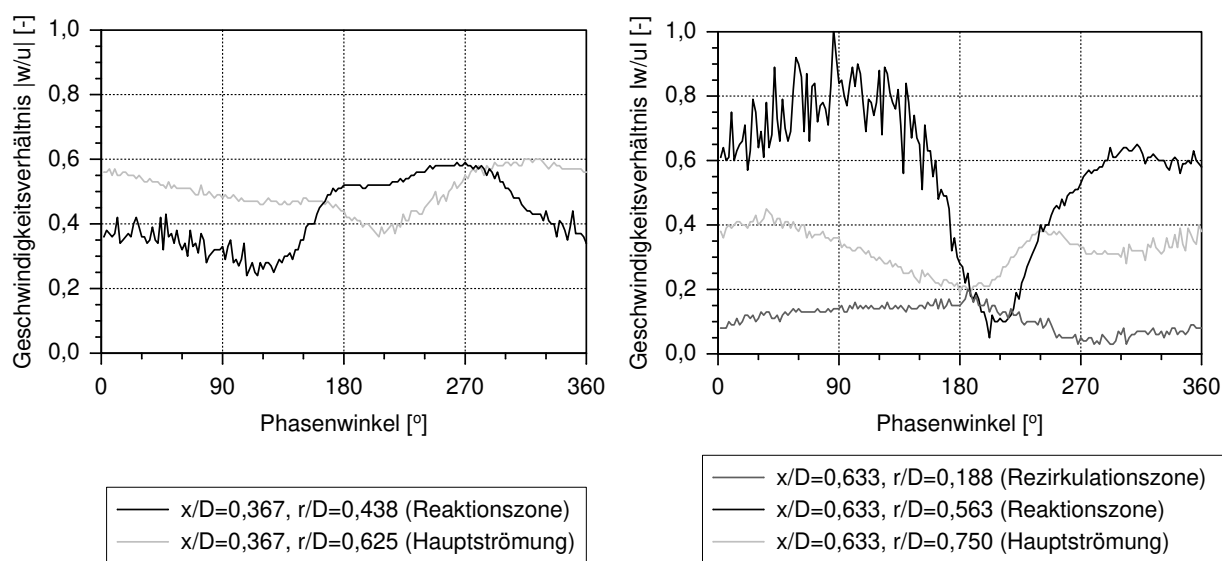 Geschwindigkeitsverhältnis |w/u| [-]
1,0
0,8
0,6
0,4
0,2
0,0
0 90 180 270 360
Phasenwinkel [°]
x/D=0,367, r/D=0,438 (Reaktionszone)
x/D=0,367, r/D=0,625 (Hauptströmung)
Geschwindigkeitsverhältnis |w/u| [-]
1,0
0,8
0,6
0,4
0,2
0,0
0 90 180 270 360
Phasenwinkel [°]
x/D=0,633, r/D=0,188 (Rezirkulationszone)
x/D=0,633, r/D=0,563 (Reaktionszone)
x/D=0,633, r/D=0,750 (Hauptströmung)